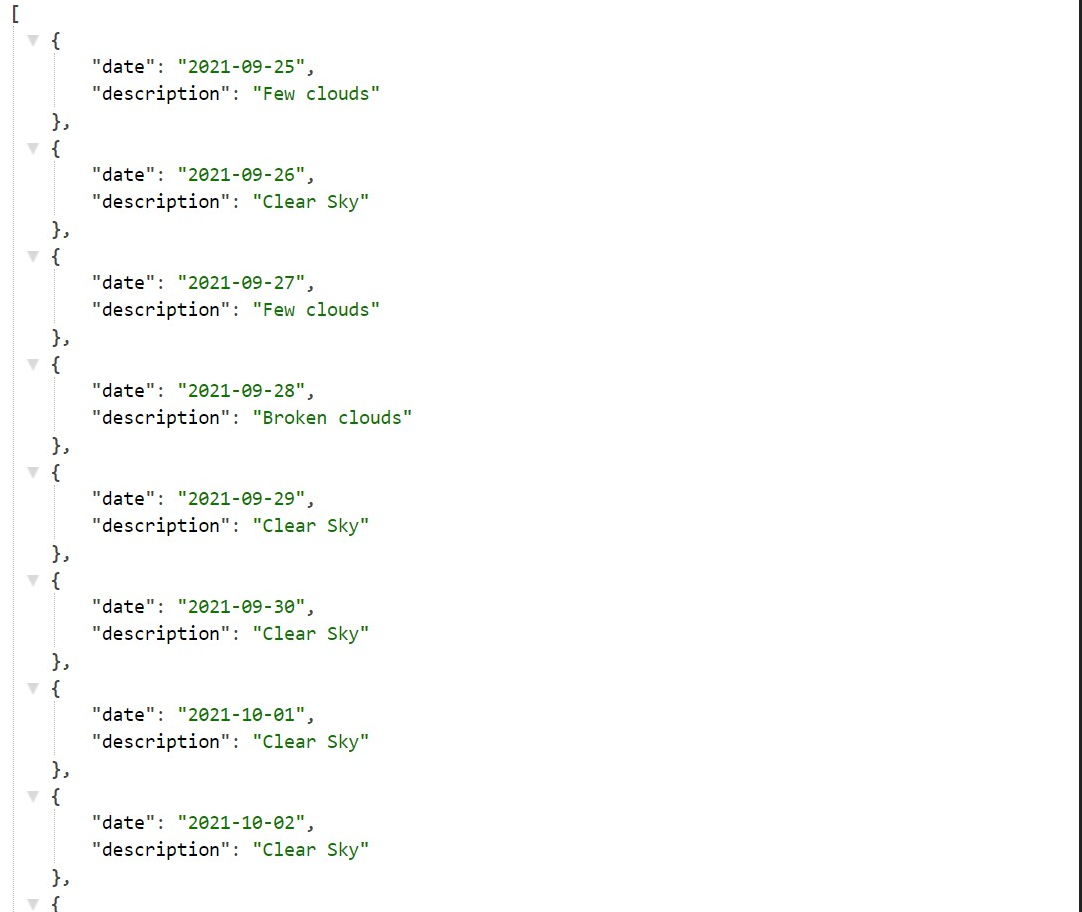 [
{
"date": "2021-09-25",
"description": "Few clouds"
},
{
"date": "2021-09-26",
"description": "Clear Sky"
},
{
"date": "2021-09-27",
"description": "Few clouds"
},
{
"date": "2021-09-28",
"description": "Broken clouds"
},
{
"date": "2021-09-29",
"description": "Clear Sky"
},
{
"date": "2021-09-30",
"description": "Clear Sky"
},
{
"date": "2021-10-01",
"description": "Clear Sky"
},
{
"date": "2021-10-02",
"description": "Clear Sky"
},
{